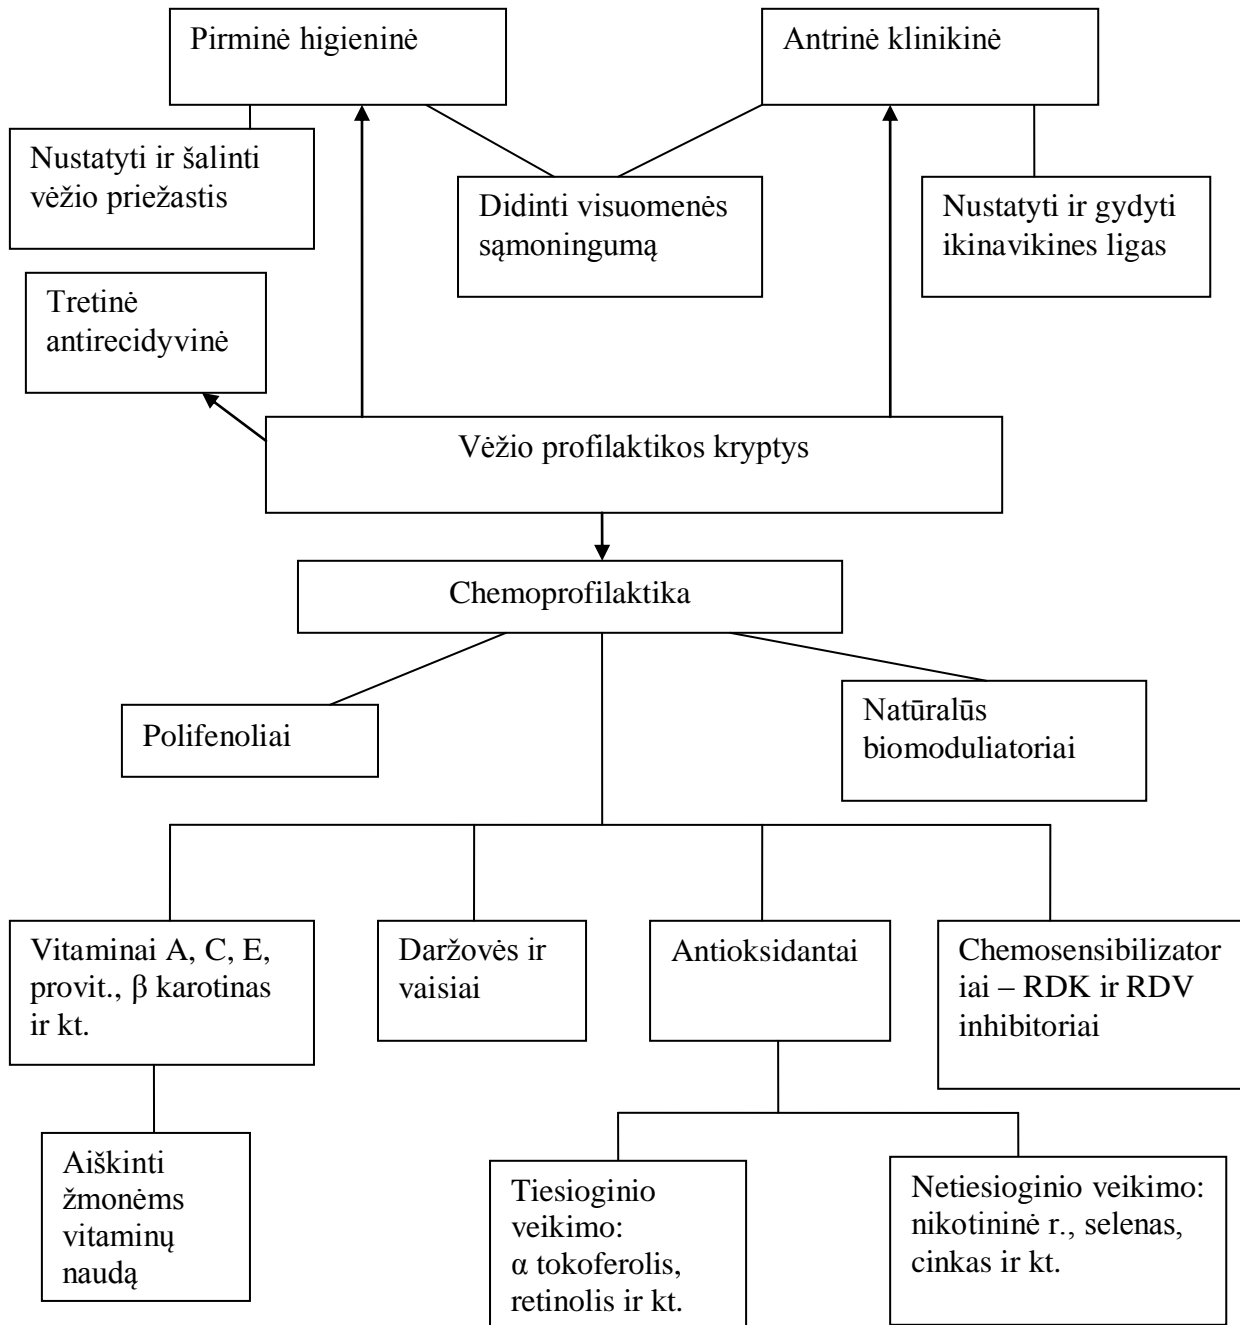 Pirminė higieninė
Antrinė klinikinė
Nustatyti ir šalinti
vėžio priežastis
Didinti visuomenės
sąmoningumą
Nustatyti ir gydyti
ikinavikines ligas
Tretinė
antirecidyvinė
Vėžio profilaktikos kryptys
Chemoprofilaktika
Polifenoliai
Natūralūs
biomoduliatoriai
Vitaminai A, C, E,
provit., β karotinas
ir kt.
Daržovės ir
vaisiai
Antioksidantai
Chemosensibilizator
iai – RDK ir RDV
inhibitoriai
Aiškinti
žmonėms
vitaminų
naudą
Tiesioginio
veikimo:
α tokoferolis,
retinolis ir kt.
Netiesioginio veikimo:
nikotininė r., selenas,
cinkas ir kt.